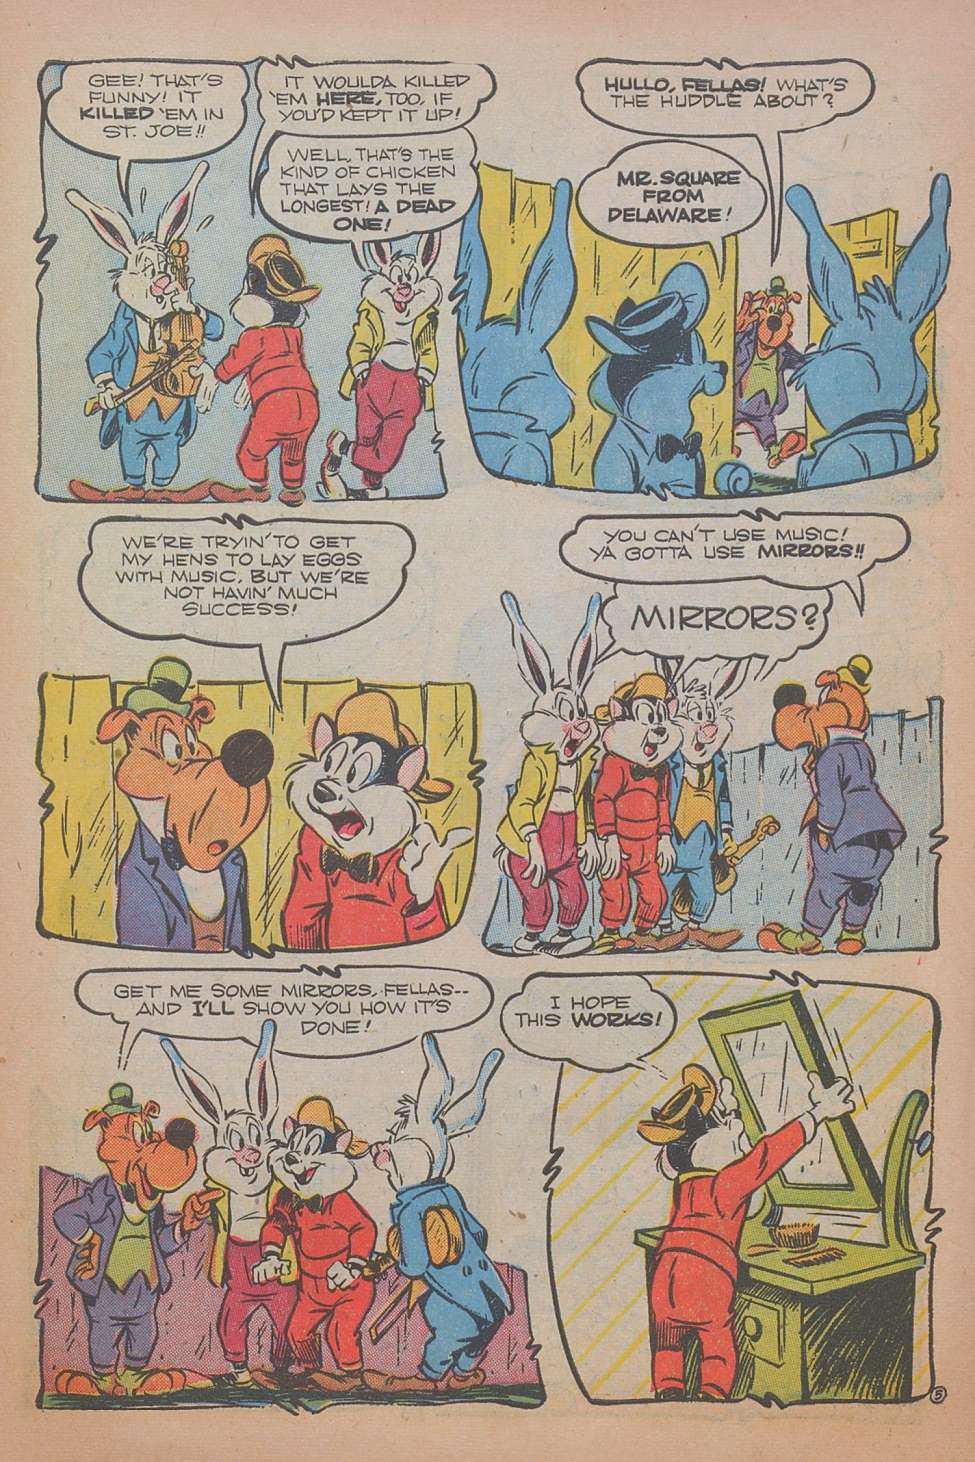 GEE! THAT'S
FUNNY! IT
KILLED 'EM IN
ST. JOE!!
IT WOULDA KILLED
'EM HERE, TOO, IF
YOU'D KEPT IT UP!
WELL, THAT'S THE
KIND OF CHICKEN
THAT LAYS THE
LONGEST! A DEAD
ONE!
HULLO, FELLAS! WHAT'S
THE HUDDLE ABOUT?
MR. SQUARE
FROM
DELAWARE!
WE'RE TRYIN' TO GET
MY HENS TO LAY EGGS
WITH MUSIC, BUT WE'RE
NOT HAVIN' MUCH
SUCCESS!
YOU CAN'T USE MUSIC!
YA GOTTA USE MIRRORS!!
MIRRORS?
GET ME SOME MIRRORS, FELLAS--
AND I'LL SHOW YOU HOW IT'S
DONE!
I HOPE
THIS WORKS!
5